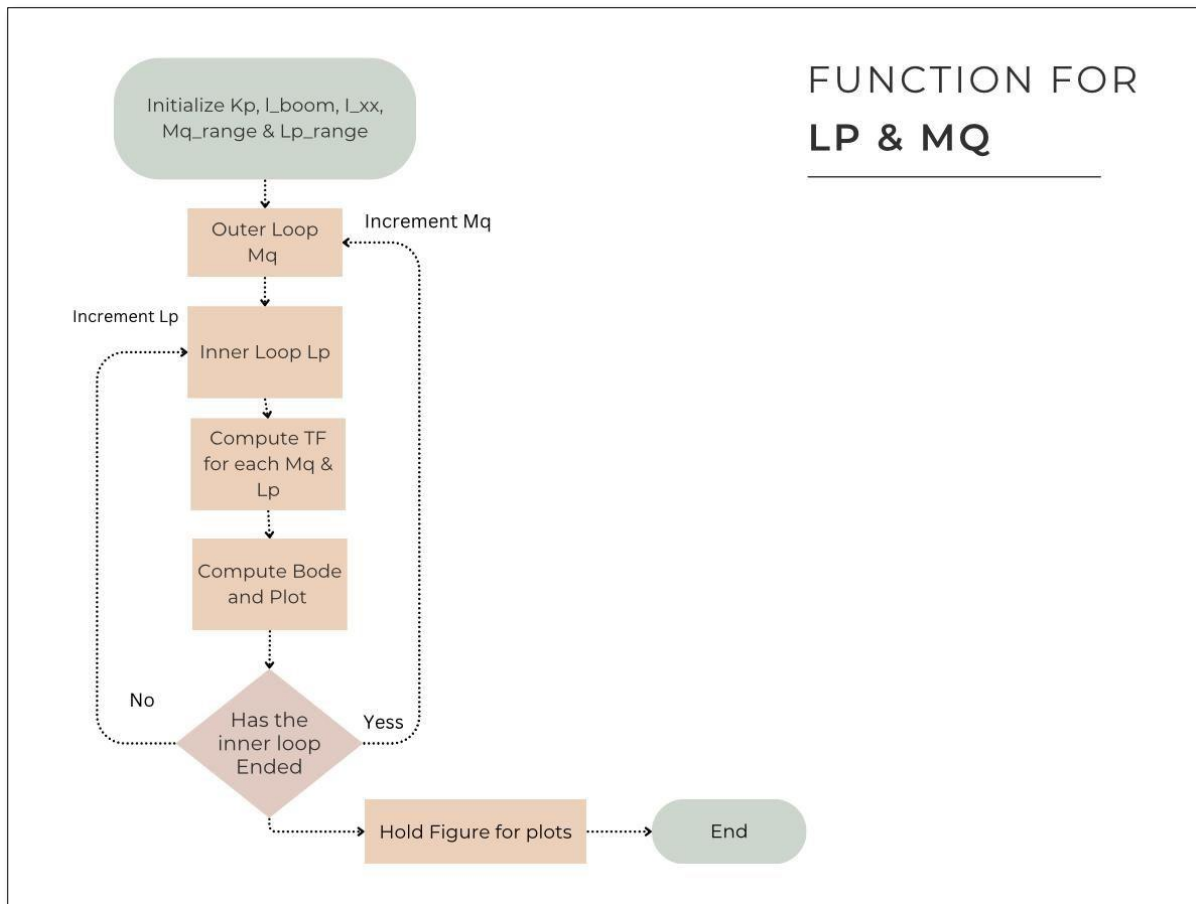 FUNCTION FOR
LP & MQ
Initialize Kp, l_boom, I_xx,
Mq_range & Lp_range
Increment Mq
Outer Loop
Mq
Increment Lp
Inner Loop Lp
Compute TF
for each Mq &
Lp
Compute Bode
and Plot
No
Yess
Has the
inner loop
Ended
Hold Figure for plots
End